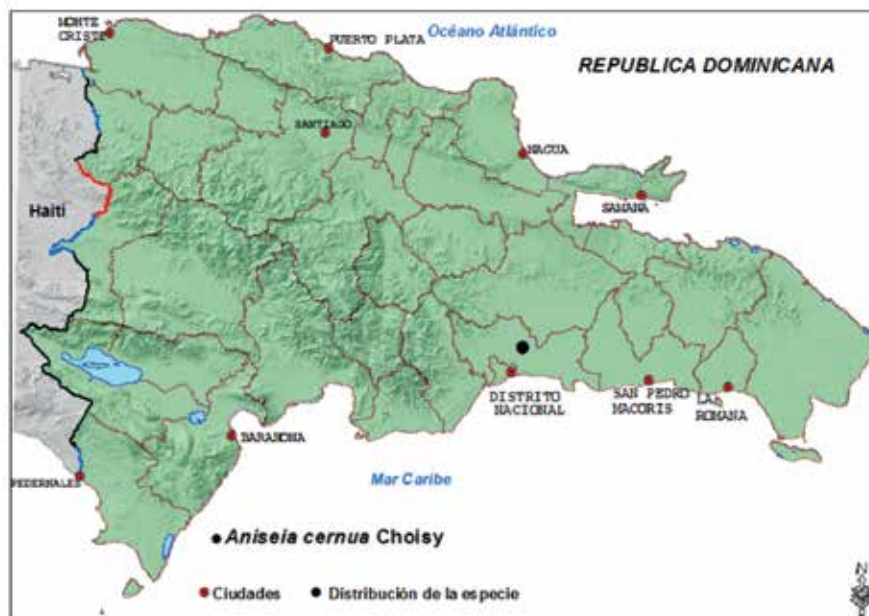 MONTE
CRISTI
PUERTO PLATA
Océano Atlántico
REPUBLICA DOMINICANA
SANTIAGO
NAGUA
SAMANA
Haití
DISTRITO
NACIONAL
SAN PEDRO
MACORIS
LA
ROMANA
BARAHONA
PEDERNALES
Mar Caribe
Aniseia cernua Choisy
Ciudades
Distribución de la especie
N